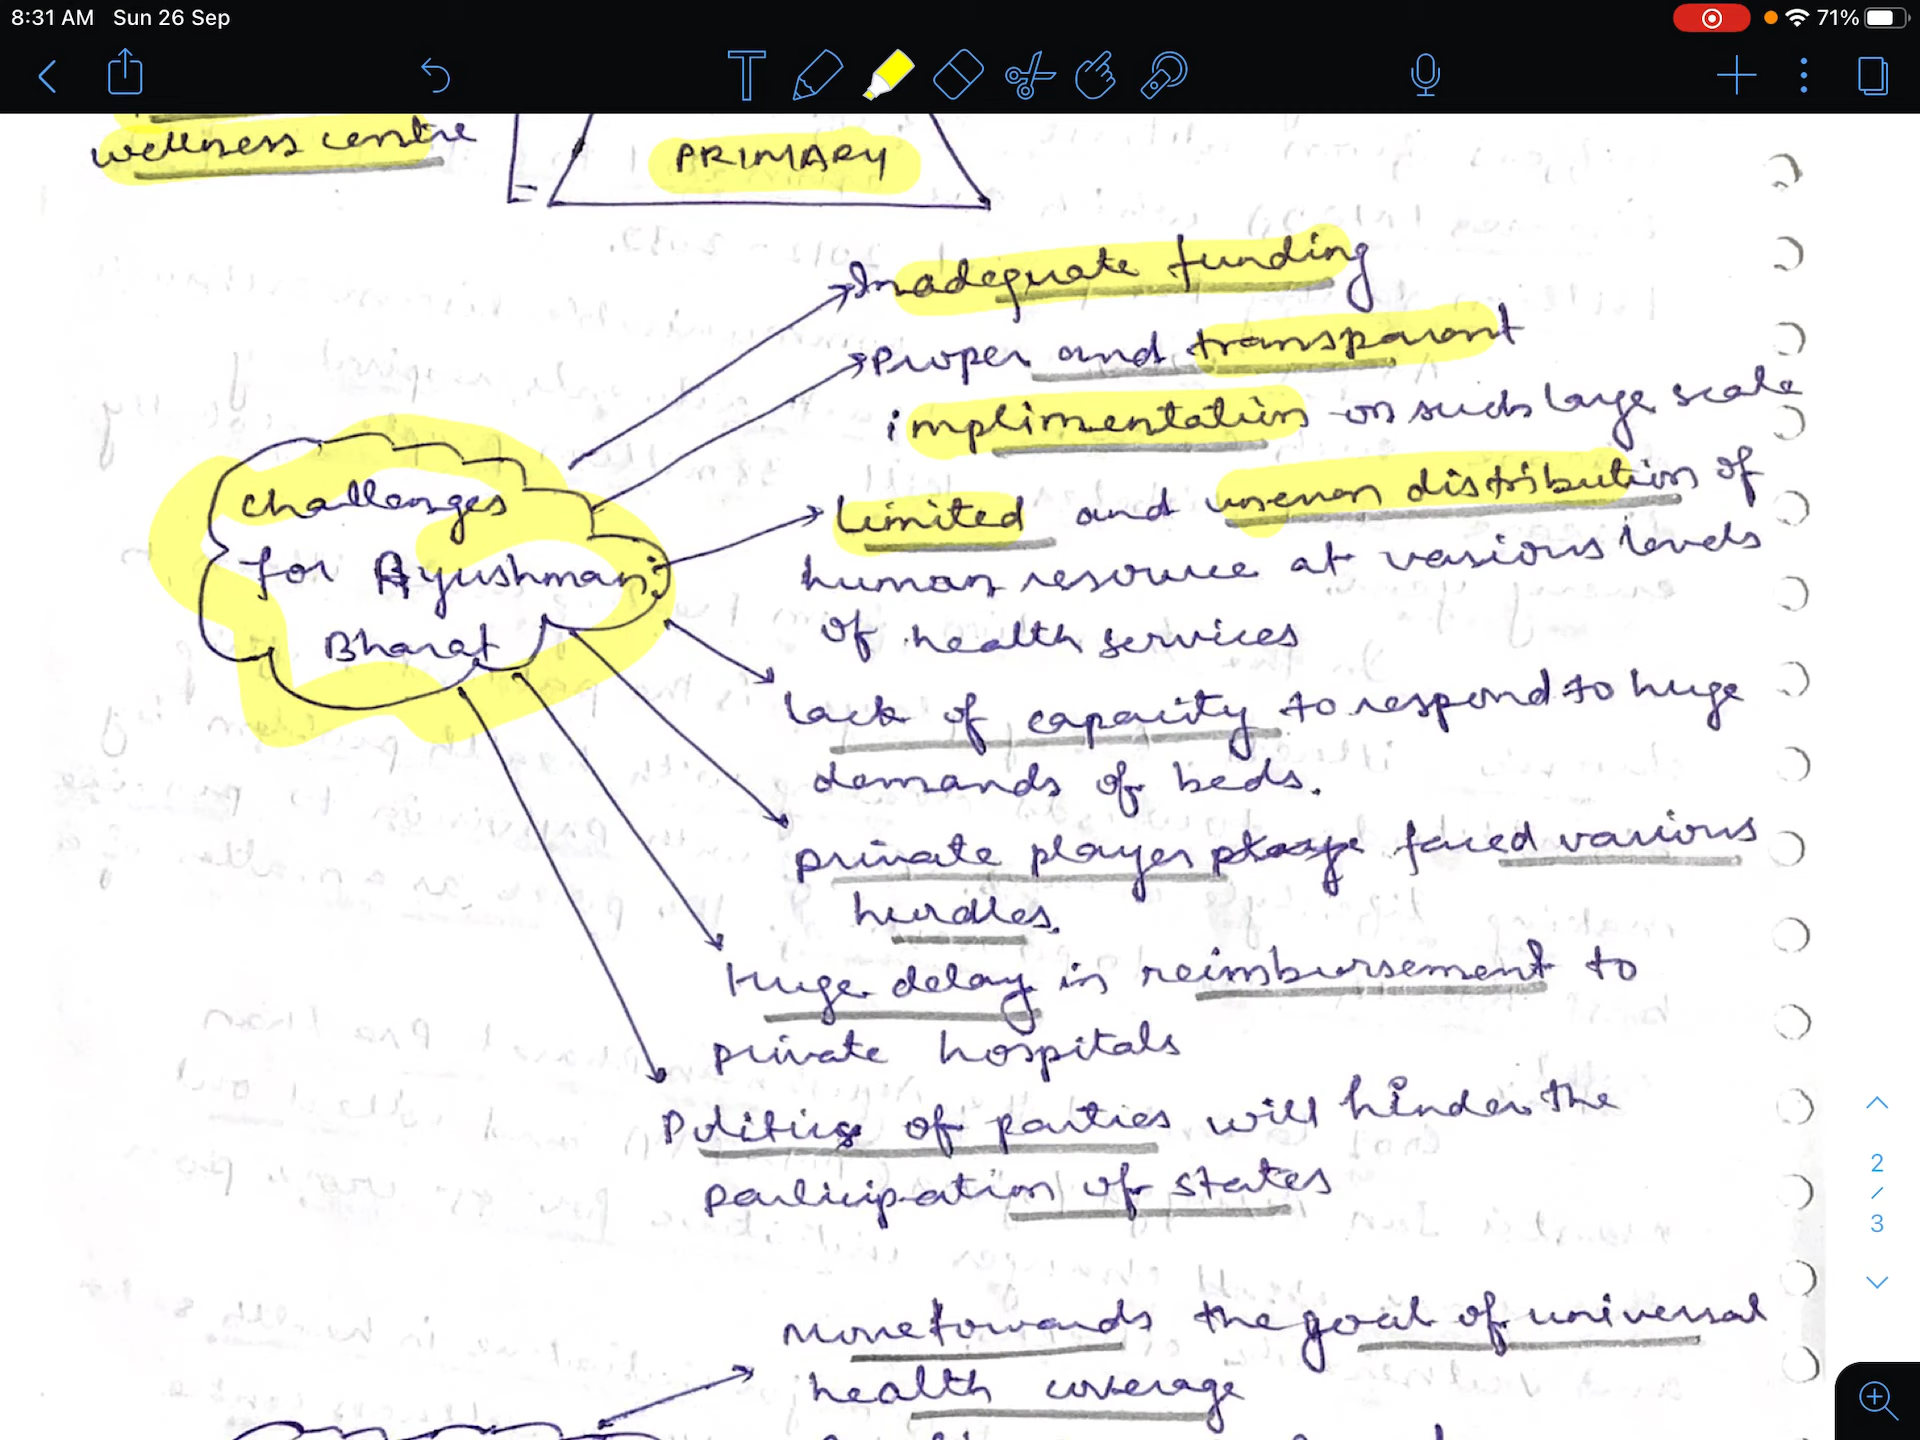 8:31 AM Sun 26 Sep
71%
wellness centre
PRIMARY
Inadequate funding
Proper and transparent
implimentation on such large scale
challenges
for Ayushman
Bharat
Limited and uneven distribution of
human resource at various levels
of health services
lack of capacity to respond to huge
demands of beds.
private player faced various
hurdles.
Huge delay in reimbursement to
private hospitals
Politics of parties will hinder the
participation of states
2
/
3
Move towards the goal of universal
health coverage